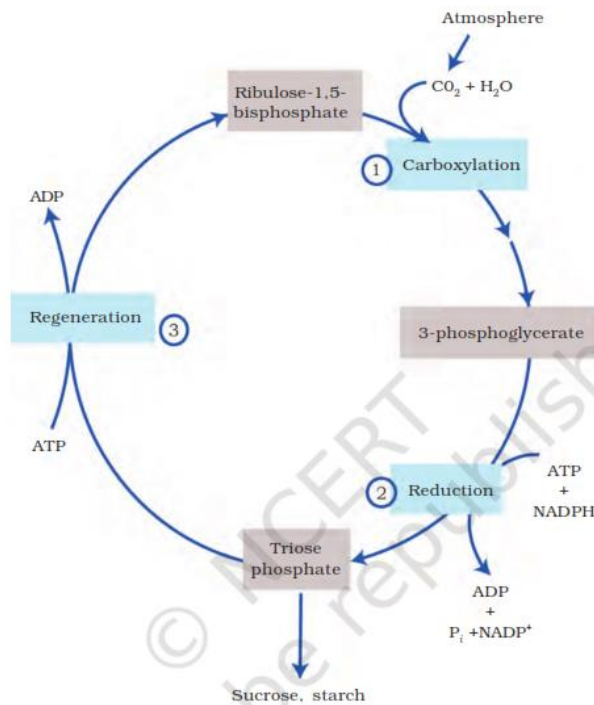 Atmosphere
Ribulose-1,5-
bisphosphate
CO₂ + H₂O
1 Carboxylation
ADP
Regeneration 3
3-phosphoglycerate
ATP
2 Reduction
ATP
+
NADPH
Triose
phosphate
ADP
+
Pᵢ +NADP⁺
Sucrose, starch
© NCERT
be republish